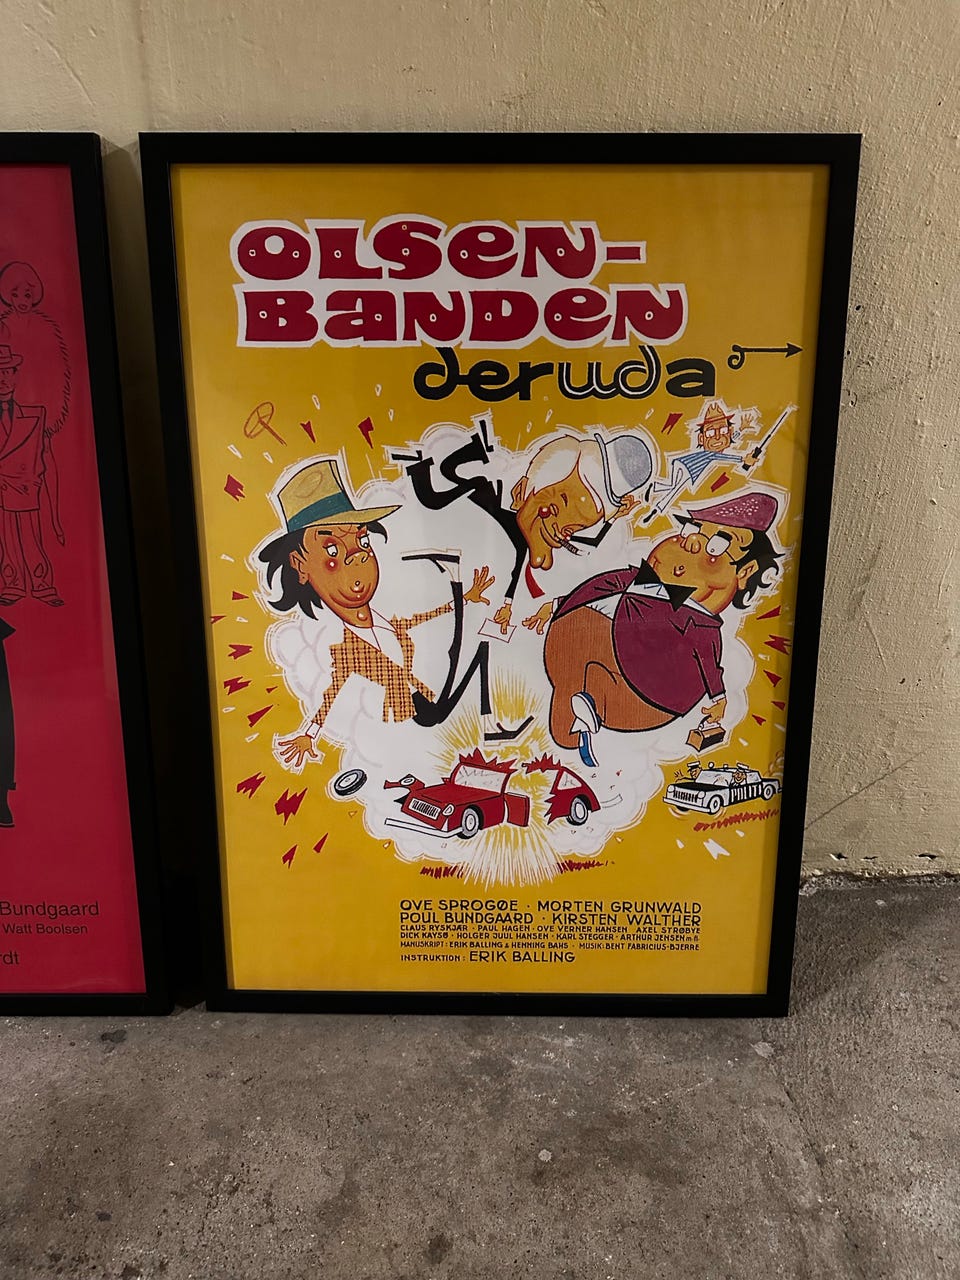 OLSEN-
BANDEN
deruda'
OVE SPROGØE · MORTEN GRUNWALD
POUL BUNDGAARD · KIRSTEN WALTHER
CLAUS RYSKJÆR · PAUL HAGEN · OVE VERNER HANSEN · AXEL STRØBYE
DICK KAYSØ · HOLGER JUUL HANSEN · KARL STEGGER · ARTHUR JENSEN m.fl.
MANUSKRIPT: ERIK BALLING & HENNING BAHS · MUSIK: BENT FABRICIUS-BJERRE
INSTRUKTION: ERIK BALLING
POLITI
Bundgaard
Watt Boolsen
rdt